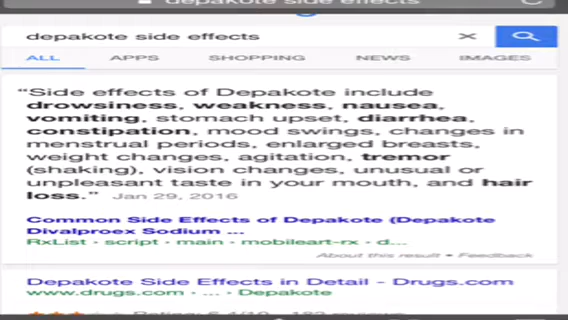 depakote side effects
depakote side effects
ALL APPS SHOPPING NEWS IMAGES
“Side effects of Depakote include
drowsiness, weakness, nausea,
vomiting, stomach upset, diarrhea,
constipation, mood swings, changes in
menstrual periods, enlarged breasts,
weight changes, agitation, tremor
(shaking), vision changes, unusual or
unpleasant taste in your mouth, and hair
loss.” Jan 29, 2016
Common Side Effects of Depakote (Depakote
Divalproex Sodium ...
RxList · script · main · mobileart-rx · d...
About this result • Feedback
Depakote Side Effects in Detail - Drugs.com
www.drugs.com › ... › Depakote